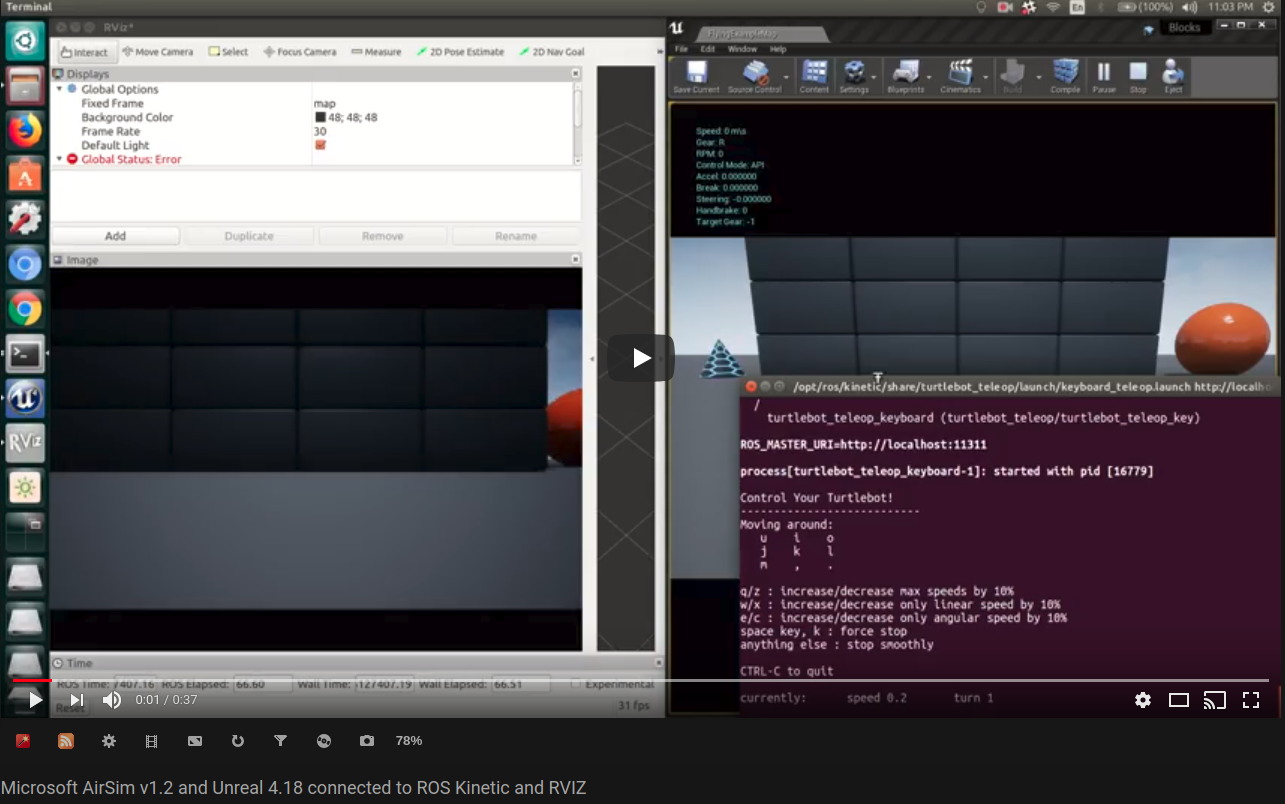 Terminal
En
(100%)
11:03 PM
RViz*
Interact
Move Camera
Select
Focus Camera
Measure
2D Pose Estimate
2D Nav Goal
Displays
Global Options
Fixed Frame map
Background Color 48; 48; 48
Frame Rate 30
Default Light
Global Status: Error
Add
Duplicate
Remove
Rename
Image
RViz
Time
ROS Time: 7407.16 ROS Elapsed: 66.60 Wall Time: -127407.19 Wall Elapsed: 66.51 Experimental
Reset
31 fps
FlyingExampleMap
Blocks
File Edit Window Help
Save Current
Source Control
Content
Settings
Blueprints
Cinematics
Build
Compile
Pause
Stop
Eject
Speed: 0 m\s
Gear: R
RPM: 0
Control Mode: API
Accel: 0.000000
Break: 0.000000
Steering: -0.000000
Handbrake: 0
Target Gear: -1
/opt/ros/kinetic/share/turtlebot_teleop/launch/keyboard_teleop.launch http://localho
/
turtlebot_teleop_keyboard (turtlebot_teleop/turtlebot_teleop_key)
ROS_MASTER_URI=http://localhost:11311
process[turtlebot_teleop_keyboard-1]: started with pid [16779]
Control Your Turtlebot!
---------------------------
Moving around:
u i o
j k l
m , .
q/z : increase/decrease max speeds by 10%
w/x : increase/decrease only linear speed by 10%
e/c : increase/decrease only angular speed by 10%
space key, k : force stop
anything else : stop smoothly
CTRL-C to quit
currently: speed 0.2 turn 1
0:01 / 0:37
78%
Microsoft AirSim v1.2 and Unreal 4.18 connected to ROS Kinetic and RVIZ